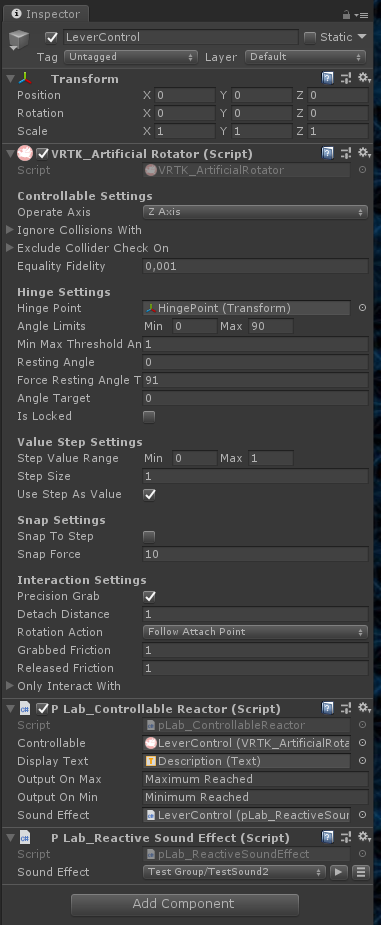 Inspector
LeverControl Static
Tag Untagged Layer Default
Transform
Position X 0 Y 0 Z 0
Rotation X 0 Y 0 Z 0
Scale X 1 Y 1 Z 1
VRTK_Artificial Rotator (Script)
Script VRTK_ArtificialRotator
Controllable Settings
Operate Axis Z Axis
Ignore Collisions With
Exclude Collider Check On
Equality Fidelity 0,001
Hinge Settings
Hinge Point HingePoint (Transform)
Angle Limits Min 0 Max 90
Min Max Threshold An 1
Resting Angle 0
Force Resting Angle T 91
Angle Target 0
Is Locked
Value Step Settings
Step Value Range Min 0 Max 1
Step Size 1
Use Step As Value
Snap Settings
Snap To Step
Snap Force 10
Interaction Settings
Precision Grab
Detach Distance 1
Rotation Action Follow Attach Point
Grabbed Friction 1
Released Friction 1
Only Interact With
P Lab_Controllable Reactor (Script)
Script pLab_ControllableReactor
Controllable LeverControl (VRTK_ArtificialRota
Display Text Description (Text)
Output On Max Maximum Reached
Output On Min Minimum Reached
Sound Effect LeverControl (pLab_ReactiveSour
P Lab_Reactive Sound Effect (Script)
Script pLab_ReactiveSoundEffect
Sound Effect Test Group/TestSound2
Add Component